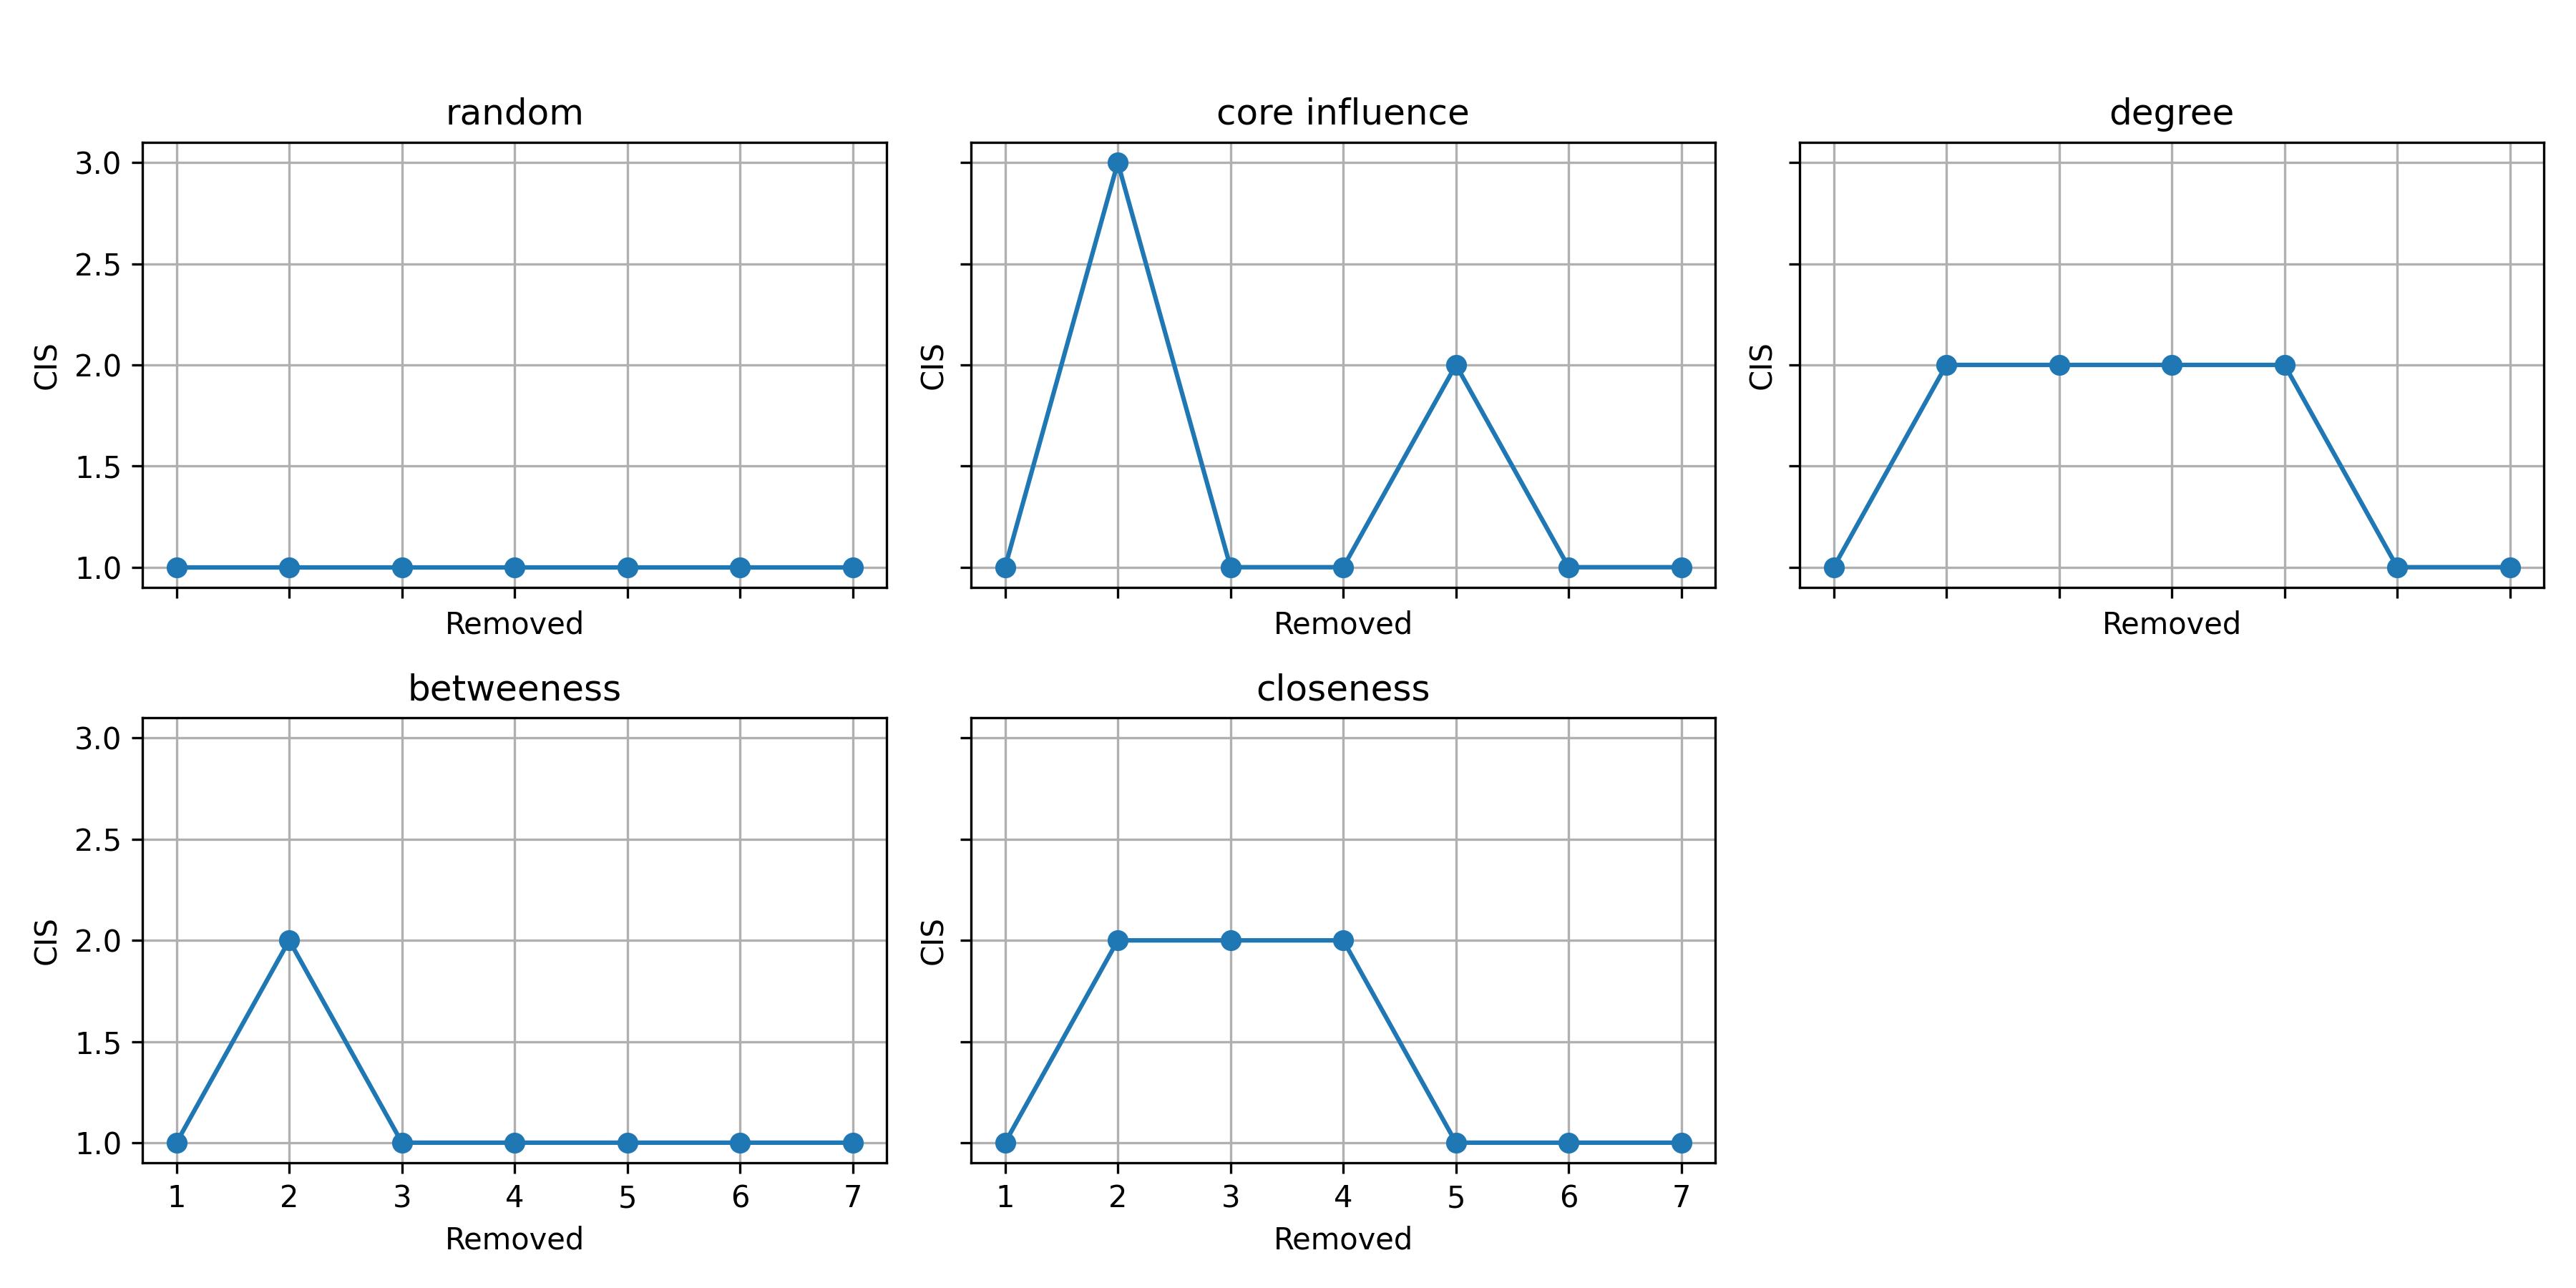 random
core influence
degree
3.0
2.5
2.0
1.5
1.0
CIS
CIS
CIS
Removed
Removed
Removed
betweeness
closeness
3.0
2.5
2.0
1.5
1.0
CIS
CIS
1 2 3 4 5 6 7
1 2 3 4 5 6 7
Removed
Removed